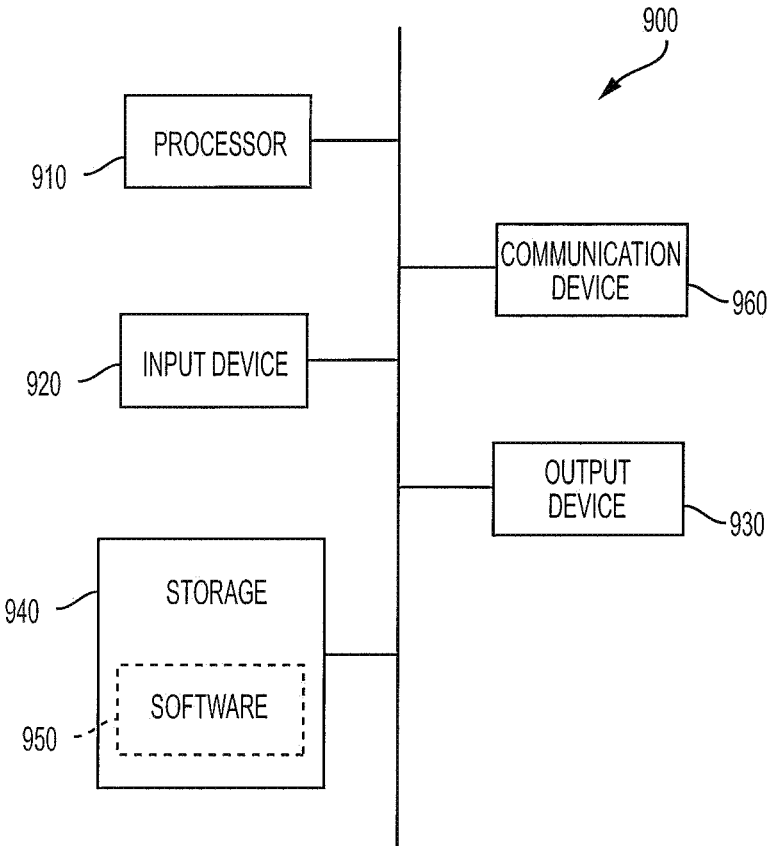 900
PROCESSOR
910
COMMUNICATION
DEVICE
960
INPUT DEVICE
920
OUTPUT
DEVICE
930
STORAGE
940
SOFTWARE
950